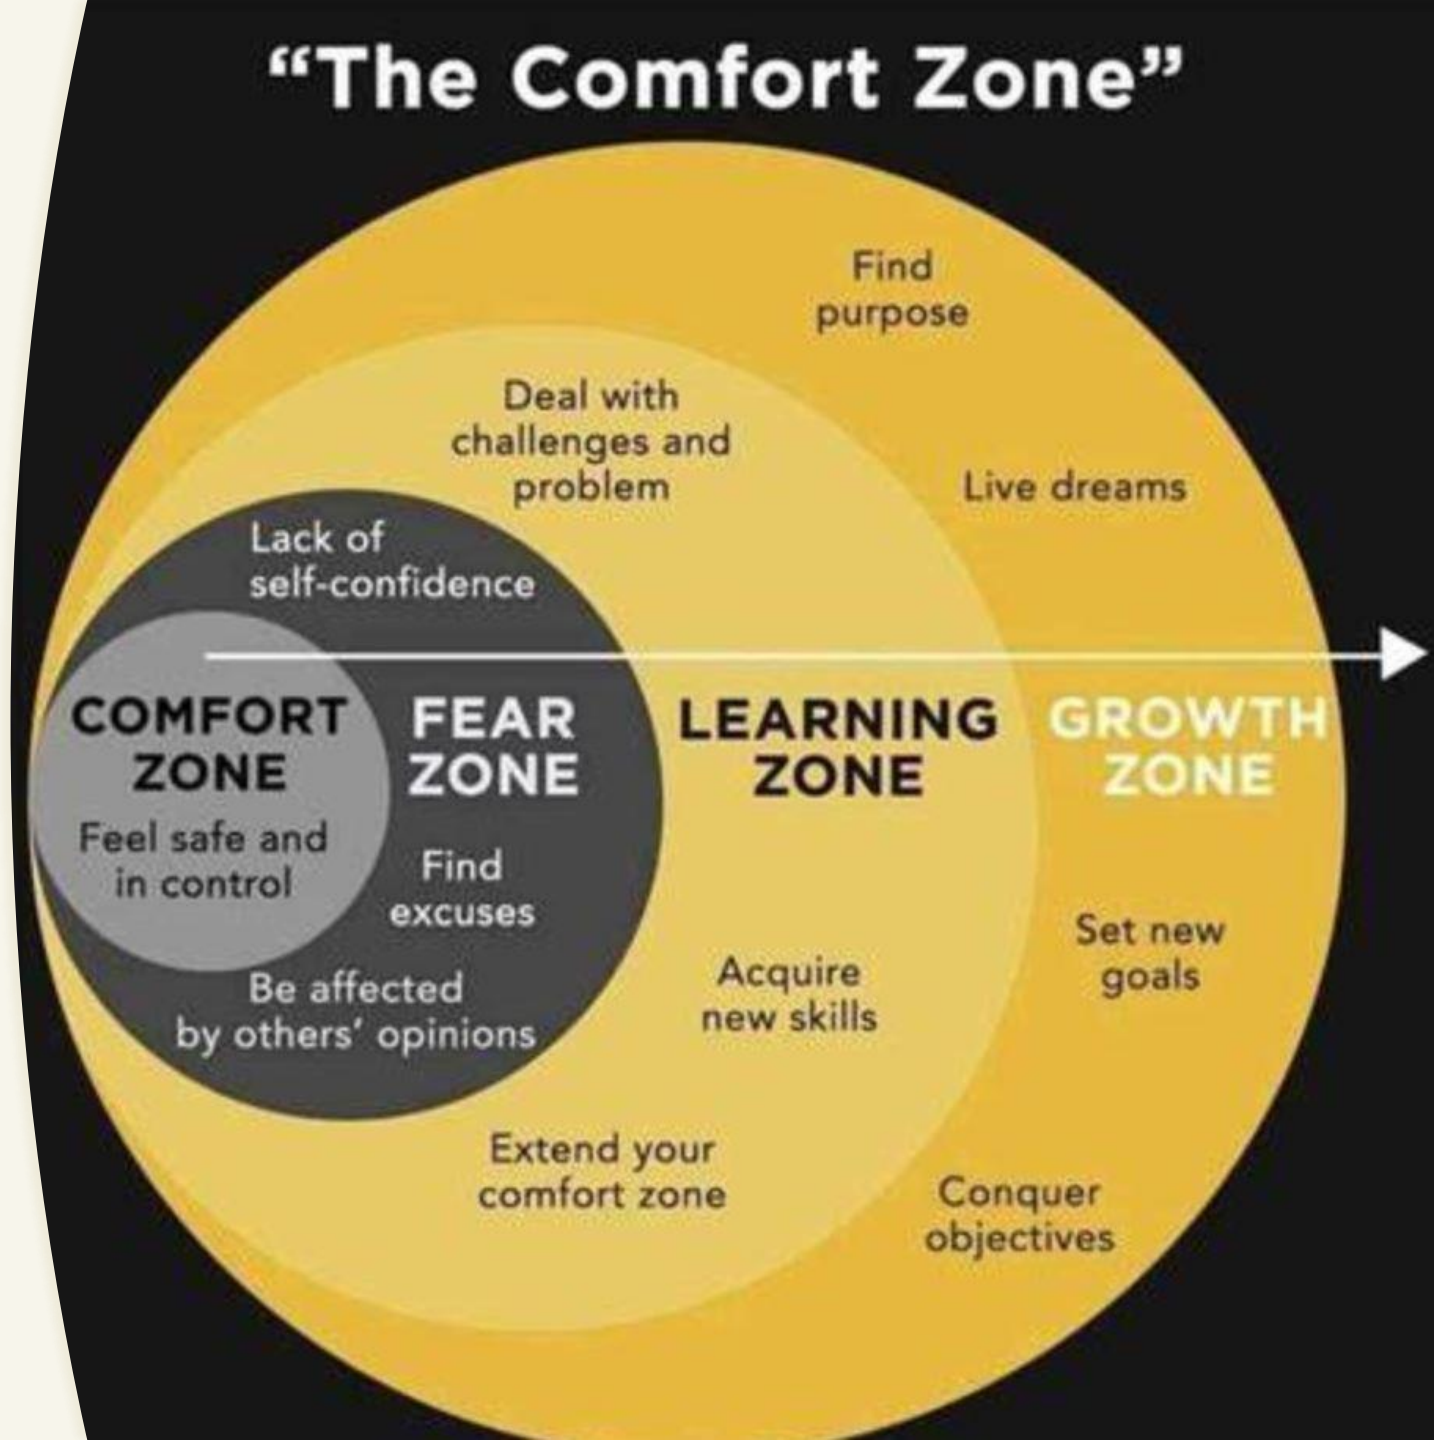 “The Comfort Zone”
Find
purpose
Deal with
challenges and
problem
Live dreams
Lack of
self-confidence
COMFORT
ZONE
Feel safe and
in control
FEAR
ZONE
Find
excuses
Be affected
by others’ opinions
LEARNING
ZONE
Acquire
new skills
Extend your
comfort zone
GROWTH
ZONE
Set new
goals
Conquer
objectives